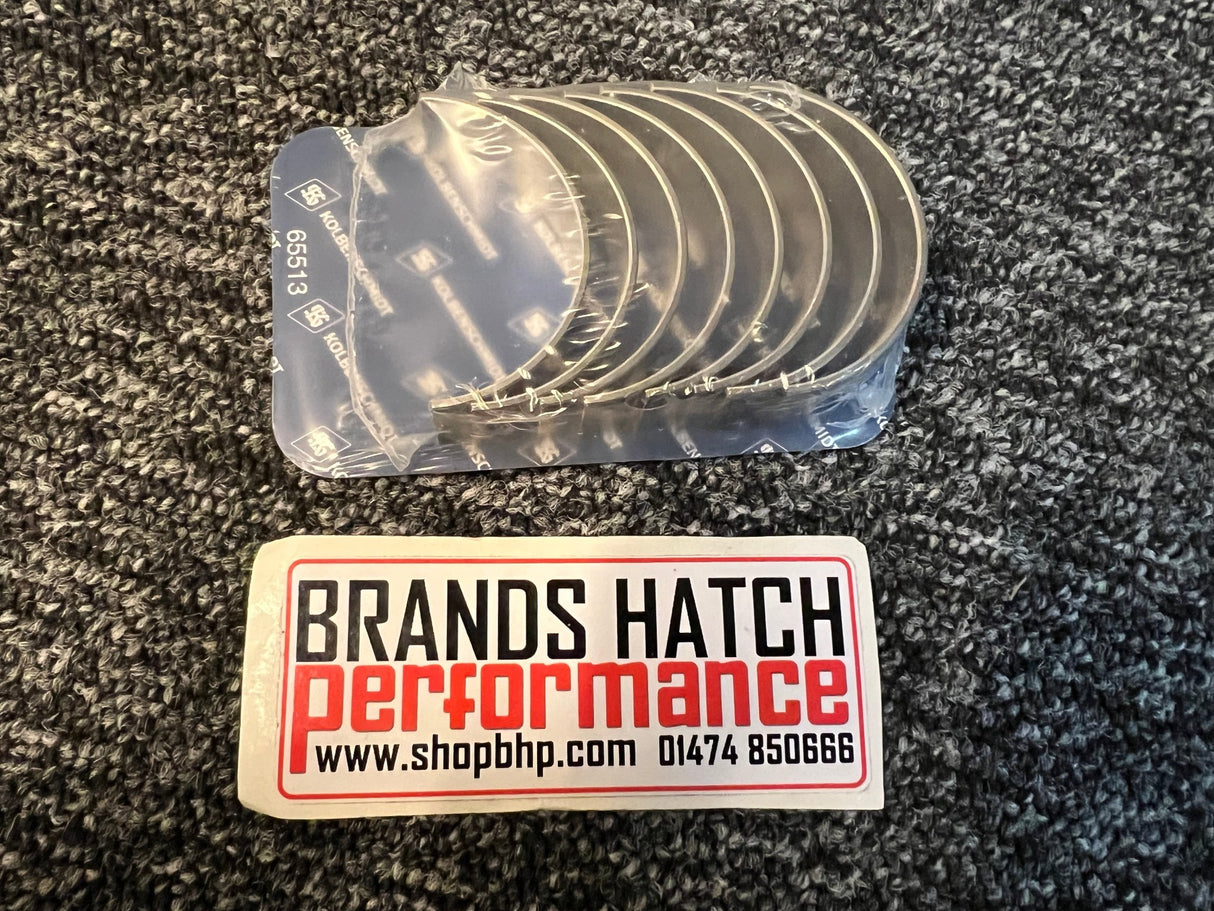 65513
KOLBENSCHMIDT
BRANDS HATCH
performance
www.shopbhp.com 01474 850666